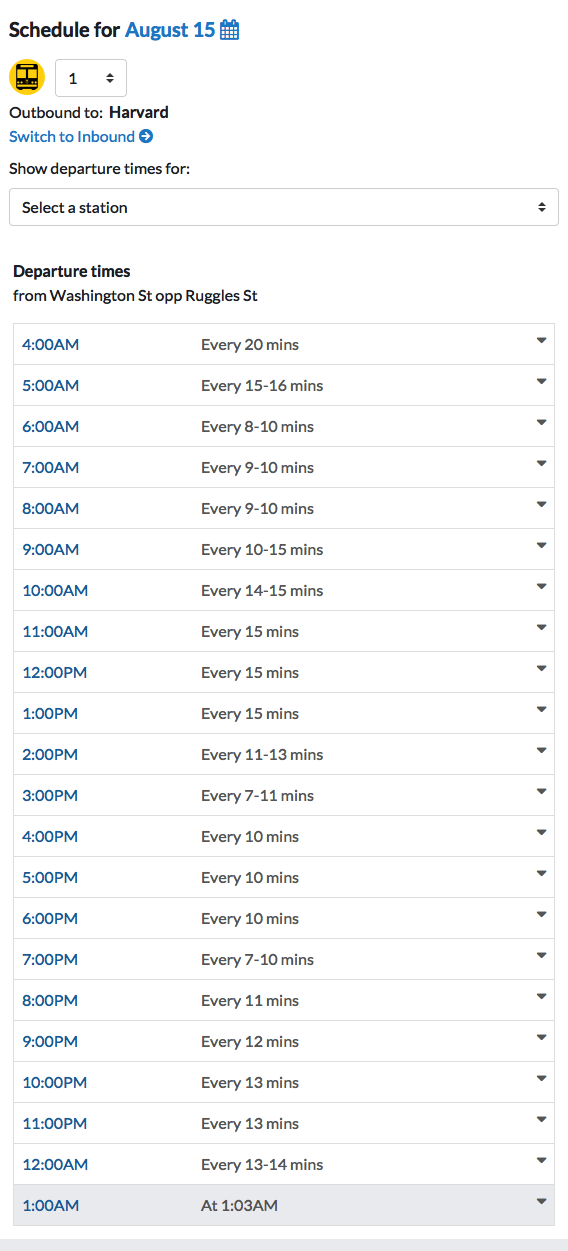 Schedule for August 15
1
Outbound to: Harvard
Switch to Inbound
Show departure times for:
Select a station
Departure times
from Washington St opp Ruggles St
4:00AM Every 20 mins
5:00AM Every 15-16 mins
6:00AM Every 8-10 mins
7:00AM Every 9-10 mins
8:00AM Every 9-10 mins
9:00AM Every 10-15 mins
10:00AM Every 14-15 mins
11:00AM Every 15 mins
12:00PM Every 15 mins
1:00PM Every 15 mins
2:00PM Every 11-13 mins
3:00PM Every 7-11 mins
4:00PM Every 10 mins
5:00PM Every 10 mins
6:00PM Every 10 mins
7:00PM Every 7-10 mins
8:00PM Every 11 mins
9:00PM Every 12 mins
10:00PM Every 13 mins
11:00PM Every 13 mins
12:00AM Every 13-14 mins
1:00AM At 1:03AM